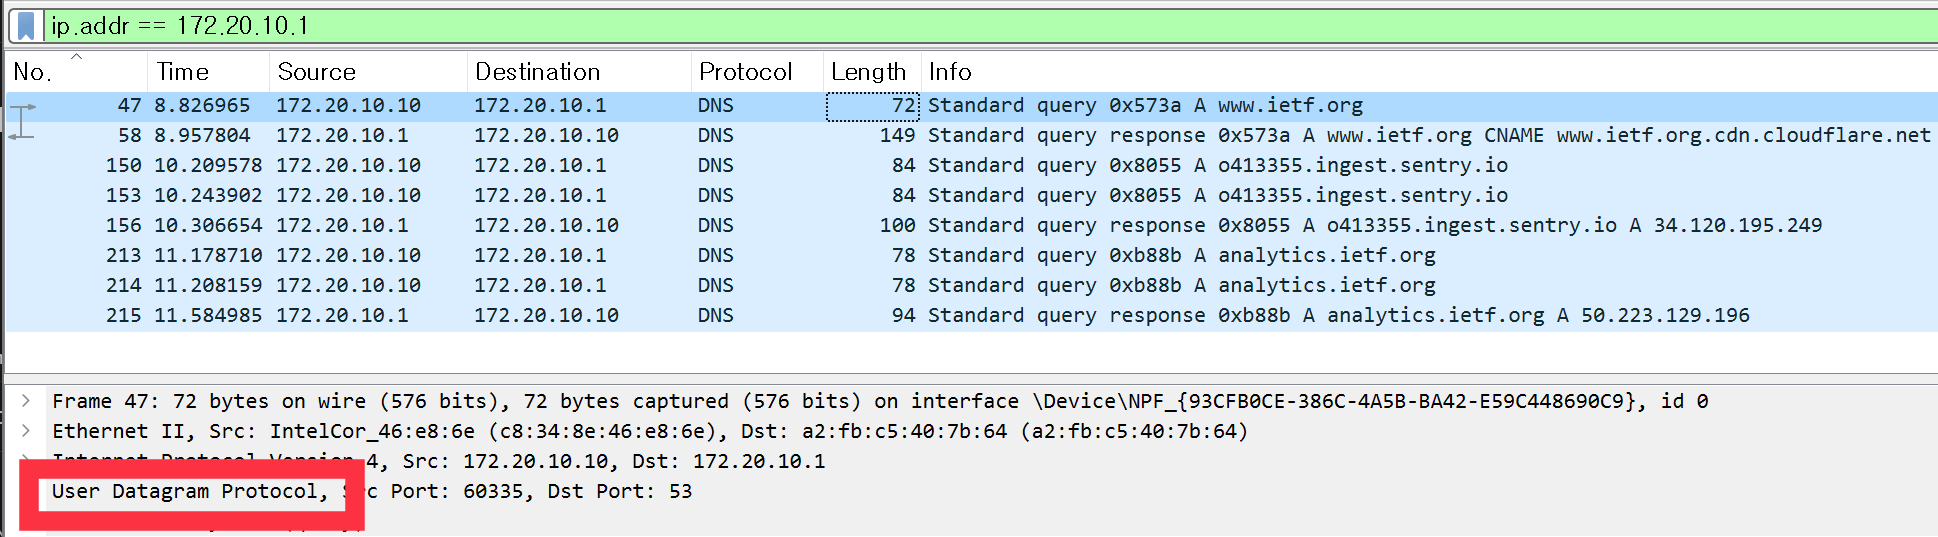 ip.addr == 172.20.10.1
No. Time Source Destination Protocol Length Info
47 8.826965 172.20.10.10 172.20.10.1 DNS 72 Standard query 0x573a A www.ietf.org
58 8.957804 172.20.10.1 172.20.10.10 DNS 149 Standard query response 0x573a A www.ietf.org CNAME www.ietf.org.cdn.cloudflare.net
150 10.209578 172.20.10.10 172.20.10.1 DNS 84 Standard query 0x8055 A o413355.ingest.sentry.io
153 10.243902 172.20.10.10 172.20.10.1 DNS 84 Standard query 0x8055 A o413355.ingest.sentry.io
156 10.306654 172.20.10.1 172.20.10.10 DNS 100 Standard query response 0x8055 A o413355.ingest.sentry.io A 34.120.195.249
213 11.178710 172.20.10.10 172.20.10.1 DNS 78 Standard query 0xb88b A analytics.ietf.org
214 11.208159 172.20.10.10 172.20.10.1 DNS 78 Standard query 0xb88b A analytics.ietf.org
215 11.584985 172.20.10.1 172.20.10.10 DNS 94 Standard query response 0xb88b A analytics.ietf.org A 50.223.129.196
Frame 47: 72 bytes on wire (576 bits), 72 bytes captured (576 bits) on interface \Device\NPF_{93CFB0CE-386C-4A5B-BA42-E59C448690C9}, id 0
Ethernet II, Src: IntelCor_46:e8:6e (c8:34:8e:46:e8:6e), Dst: a2:fb:c5:40:7b:64 (a2:fb:c5:40:7b:64)
Internet Protocol Version 4, Src: 172.20.10.10, Dst: 172.20.10.1
User Datagram Protocol, Src Port: 60335, Dst Port: 53